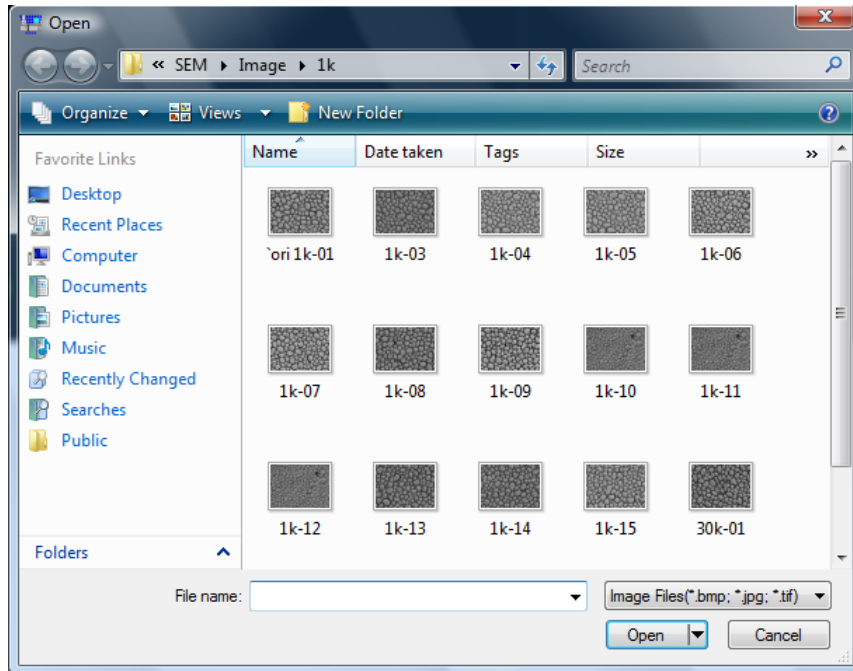 Open
« SEM ▸ Image ▸ 1k
Search
Organize Views New Folder
Favorite Links
Name Date taken Tags Size »
Desktop
Recent Places
Computer
Documents
Pictures
Music
Recently Changed
Searches
Public
Folders
`ori 1k-01 1k-03 1k-04 1k-05 1k-06
1k-07 1k-08 1k-09 1k-10 1k-11
1k-12 1k-13 1k-14 1k-15 30k-01
File name: Image Files(*.bmp; *.jpg; *.tif)
Open Cancel